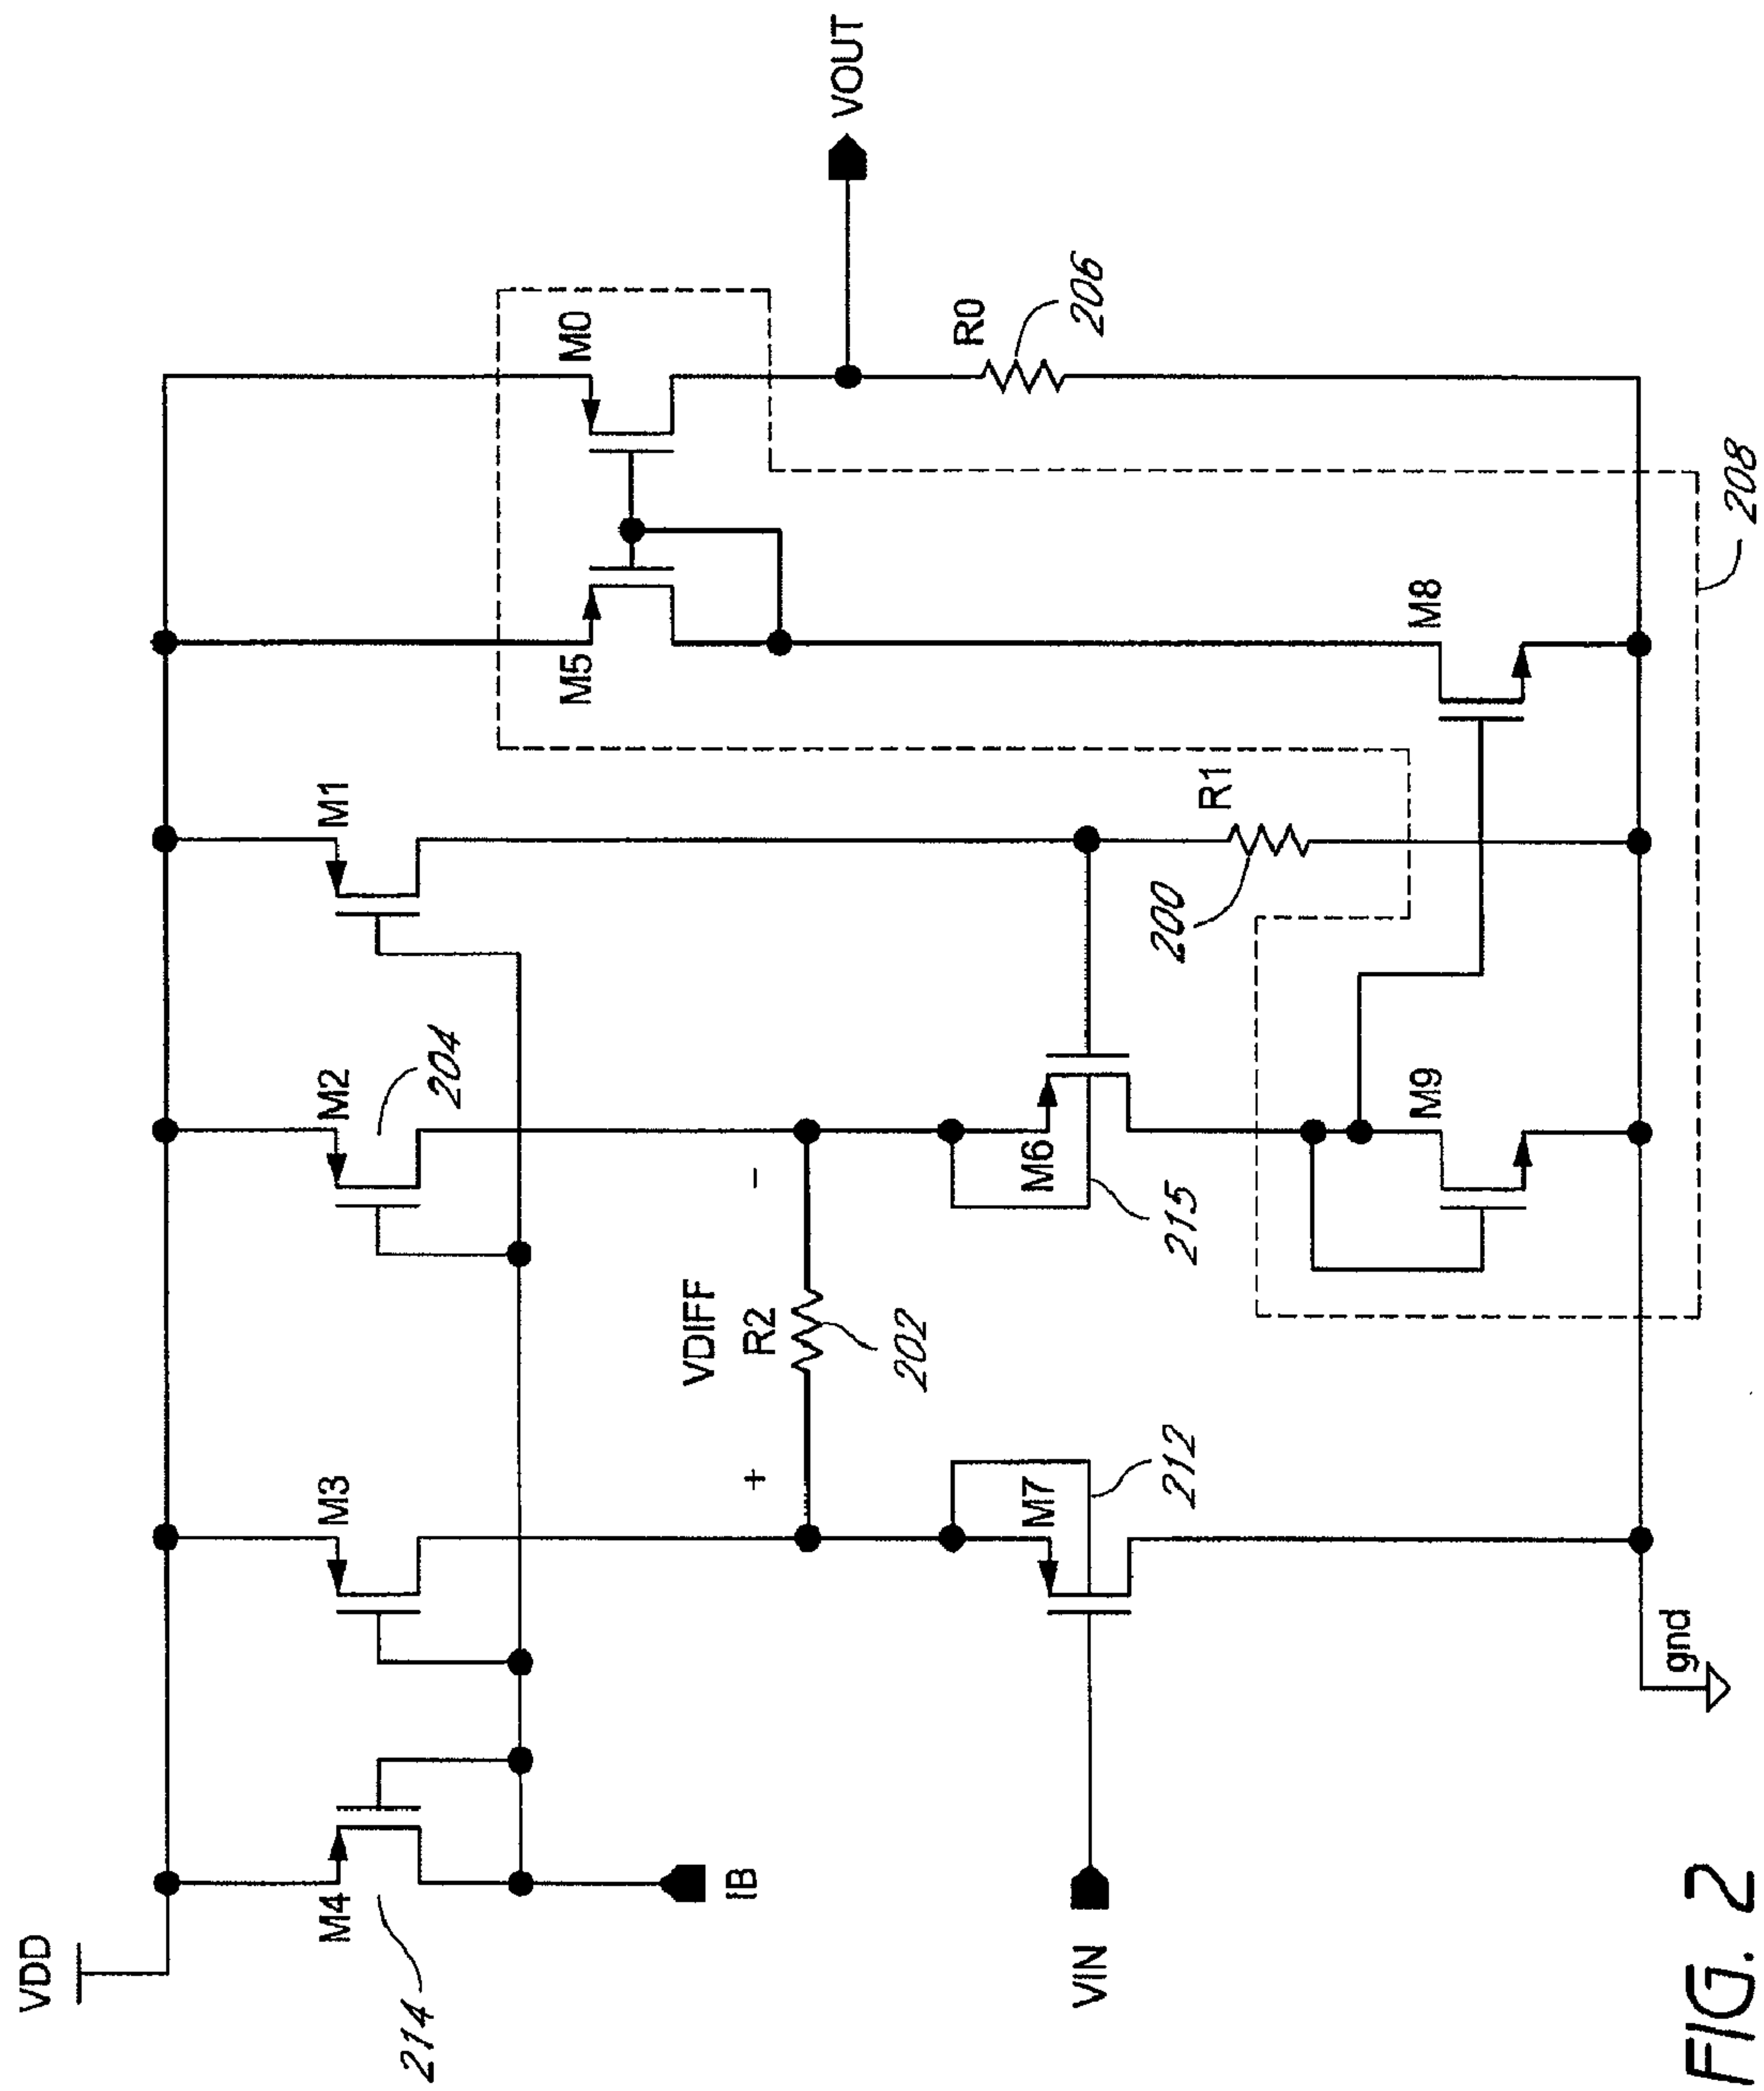 VDD
M4
214
M3
M2
204
M1
M5
M0
IB
VDIFF
+
R2
-
202
VOUT
R0
206
VIN
M7
212
M6
215
R1
200
M9
M8
208
gnd
FIG. 2